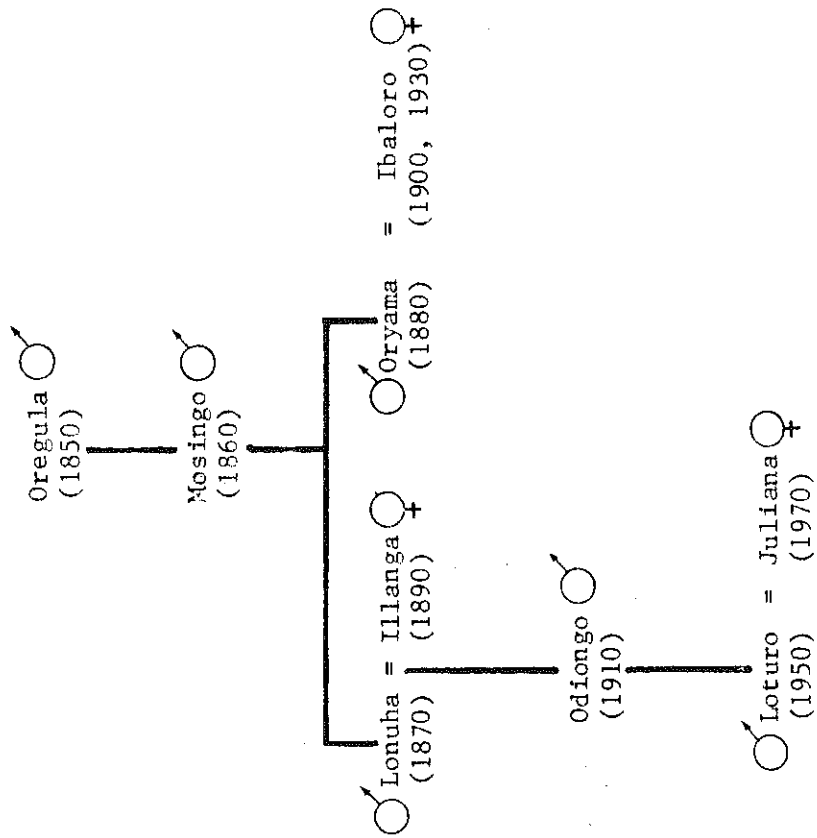 Oregula
(1850)
Mosingo
(1860)
Lonuha = Illanga
(1870) (1890)
Oryama = Ibaloro
(1880) (1900, 1930)
Odiongo
(1910)
Loturo = Juliana
(1950) (1970)